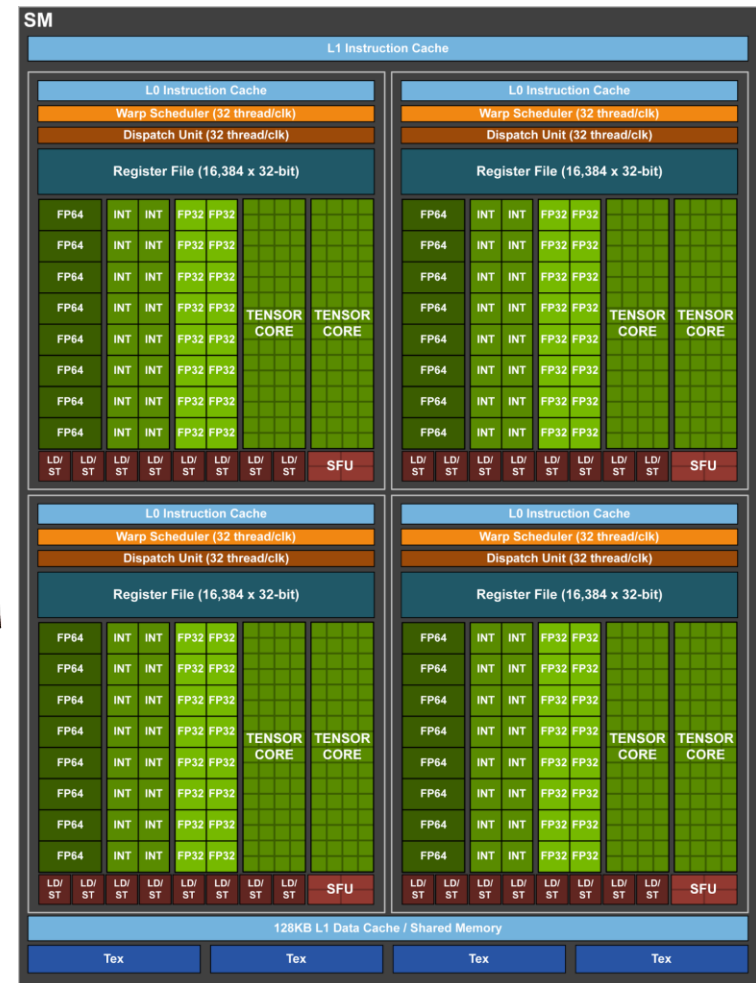 SM
L1 Instruction Cache
L0 Instruction Cache L0 Instruction Cache
Warp Scheduler (32 thread/clk) Warp Scheduler (32 thread/clk)
Dispatch Unit (32 thread/clk) Dispatch Unit (32 thread/clk)
Register File (16,384 x 32-bit) Register File (16,384 x 32-bit)
FP64 INT INT FP32 FP32 FP64 INT INT FP32 FP32
FP64 INT INT FP32 FP32 FP64 INT INT FP32 FP32
FP64 INT INT FP32 FP32 FP64 INT INT FP32 FP32
FP64 INT INT FP32 FP32 TENSOR TENSOR FP64 INT INT FP32 FP32 TENSOR TENSOR
FP64 INT INT FP32 FP32 CORE CORE FP64 INT INT FP32 FP32 CORE CORE
FP64 INT INT FP32 FP32 FP64 INT INT FP32 FP32
FP64 INT INT FP32 FP32 FP64 INT INT FP32 FP32
FP64 INT INT FP32 FP32 FP64 INT INT FP32 FP32
LD/ LD/ LD/ LD/ LD/ LD/ LD/ LD/ SFU LD/ LD/ LD/ LD/ LD/ LD/ LD/ LD/ SFU
ST ST ST ST ST ST ST ST ST ST ST ST ST ST ST ST
L0 Instruction Cache L0 Instruction Cache
Warp Scheduler (32 thread/clk) Warp Scheduler (32 thread/clk)
Dispatch Unit (32 thread/clk) Dispatch Unit (32 thread/clk)
Register File (16,384 x 32-bit) Register File (16,384 x 32-bit)
FP64 INT INT FP32 FP32 FP64 INT INT FP32 FP32
FP64 INT INT FP32 FP32 FP64 INT INT FP32 FP32
FP64 INT INT FP32 FP32 FP64 INT INT FP32 FP32
FP64 INT INT FP32 FP32 TENSOR TENSOR FP64 INT INT FP32 FP32 TENSOR TENSOR
FP64 INT INT FP32 FP32 CORE CORE FP64 INT INT FP32 FP32 CORE CORE
FP64 INT INT FP32 FP32 FP64 INT INT FP32 FP32
FP64 INT INT FP32 FP32 FP64 INT INT FP32 FP32
FP64 INT INT FP32 FP32 FP64 INT INT FP32 FP32
LD/ LD/ LD/ LD/ LD/ LD/ LD/ LD/ SFU LD/ LD/ LD/ LD/ LD/ LD/ LD/ LD/ SFU
ST ST ST ST ST ST ST ST ST ST ST ST ST ST ST ST
128KB L1 Data Cache / Shared Memory
Tex Tex Tex Tex